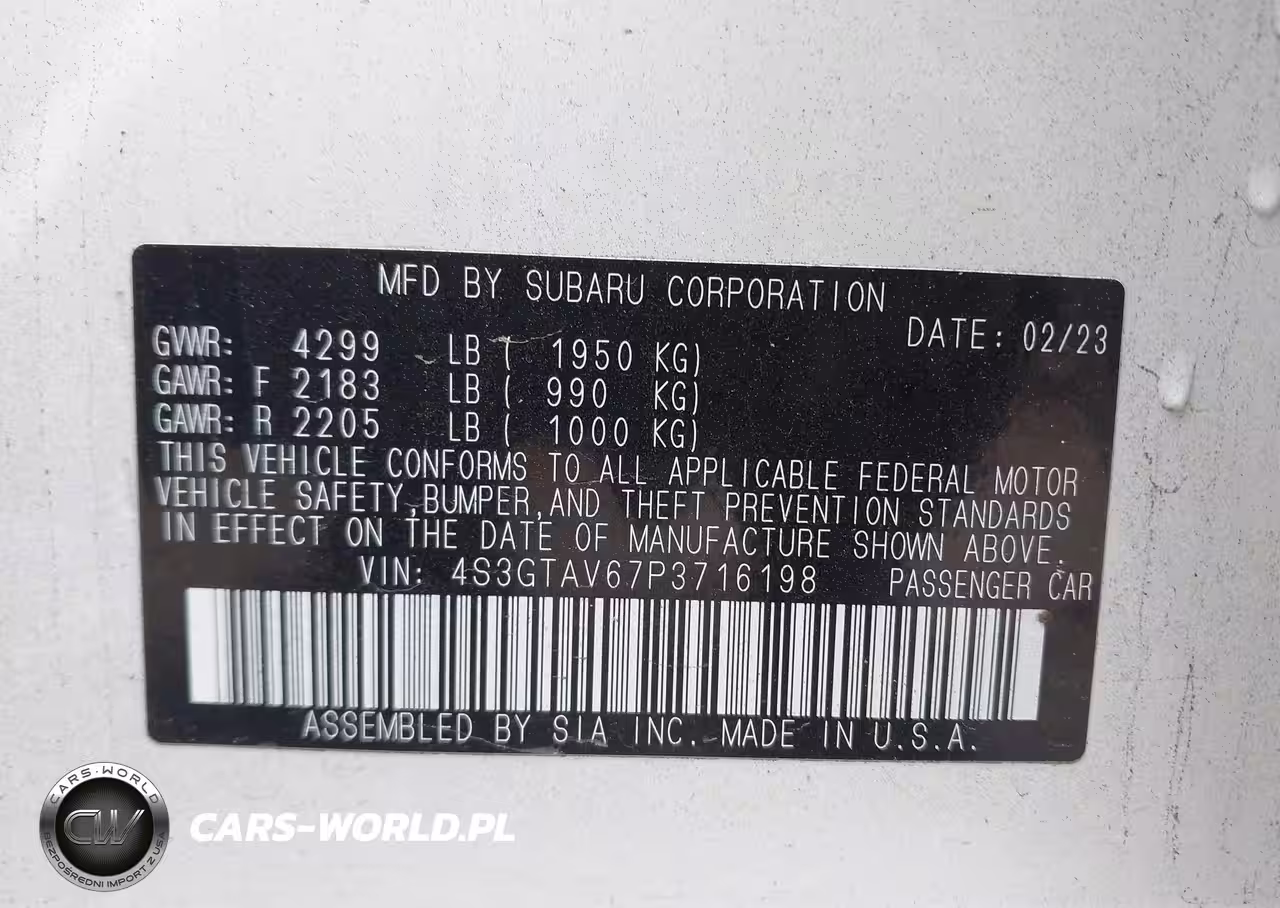 MFD BY SUBARU CORPORATION
DATE: 02/23
GVWR: 4299 LB ( 1950 KG)
GAWR: F 2183 LB ( 990 KG)
GAWR: R 2205 LB ( 1000 KG)
THIS VEHICLE CONFORMS TO ALL APPLICABLE FEDERAL MOTOR
VEHICLE SAFETY,BUMPER,AND THEFT PREVENTION STANDARDS
IN EFFECT ON THE DATE OF MANUFACTURE SHOWN ABOVE.
VIN: 4S3GTAV67P3716198 PASSENGER CAR
ASSEMBLED BY SIA INC. MADE IN U.S.A.
CARS-WORLD
CW
BEZPOŚREDNI IMPORT Z USA
CARS-WORLD.PL